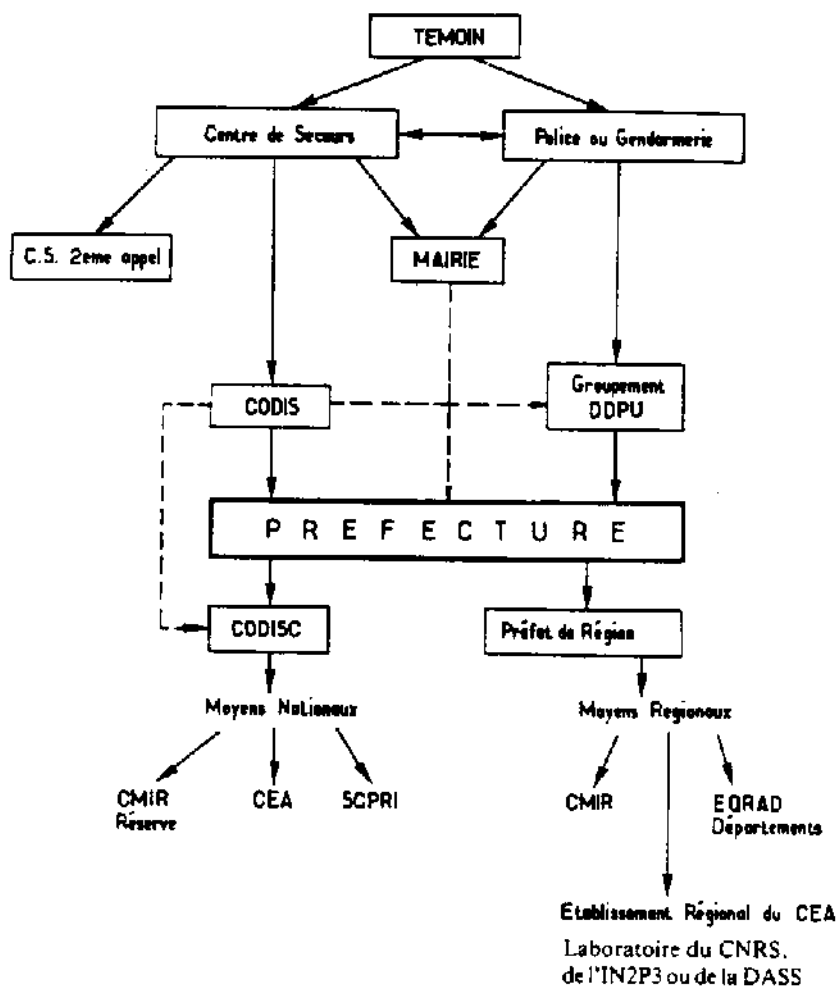 TEMOIN
Centre de Secours
Police ou Gendarmerie
C.S. 2eme appel
MAIRIE
CODIS
Groupement
DDPU
PREFECTURE
CODISC
Préfet de Région
Moyens Nationaux
Moyens Regionaux
CMIR
Réserve
CEA
SCPRI
CMIR
EQRAD
Départements
Etablissement Régional du CEA
Laboratoire du CNRS.
de l'IN2P3 ou de la DASS